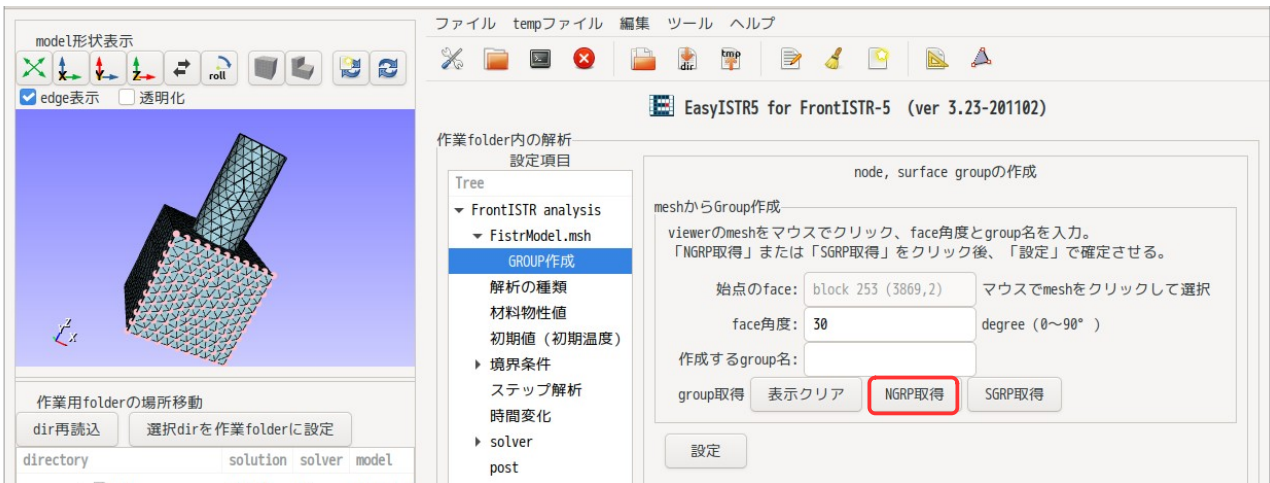 model形状表示
roll
edge表示
透明化
Z
X
作業用folderの場所移動
dir再読込
選択dirを作業folderに設定
directory solution solver model
ファイル tempファイル 編集 ツール ヘルプ
dir
tmp
EasyISTR5 for FrontISTR-5 (ver 3.23-201102)
作業folder内の解析
設定項目
Tree
FrontISTR analysis
FistrModel.msh
GROUP作成
解析の種類
材料物性値
初期値 (初期温度)
境界条件
ステップ解析
時間変化
solver
post
node, surface groupの作成
meshからGroup作成
viewerのmeshをマウスでクリック、face角度とgroup名を入力。
「NGRP取得」または「SGRP取得」をクリック後、「設定」で確定させる。
始点のface: block 253 (3869,2) マウスでmeshをクリックして選択
face角度: 30 degree (0～90° )
作成するgroup名:
group取得 表示クリア NGRP取得 SGRP取得
設定